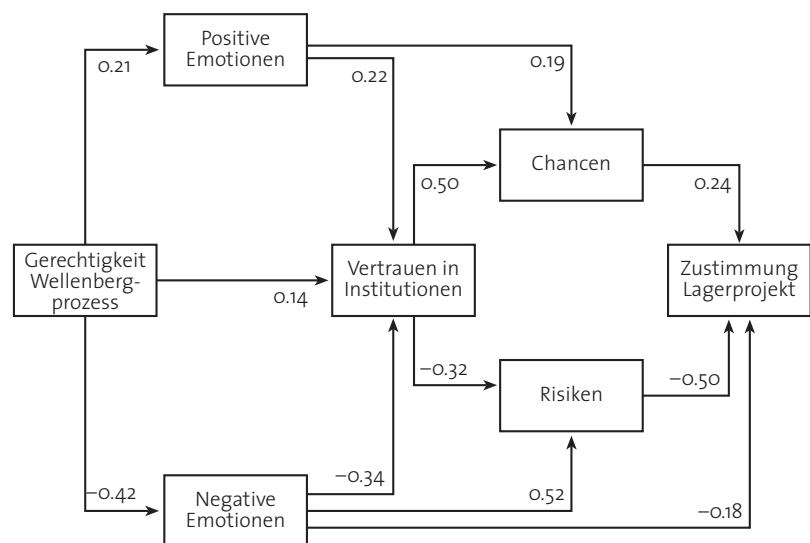 Positive
Emotionen
0.21
0.22
0.19
Chancen
0.50
0.24
Gerechtigkeit
Wellenberg-
prozess
0.14
Vertrauen in
Institutionen
Zustimmung
Lagerprojekt
−0.32
Risiken
−0.50
−0.42
Negative
Emotionen
−0.34
0.52
−0.18